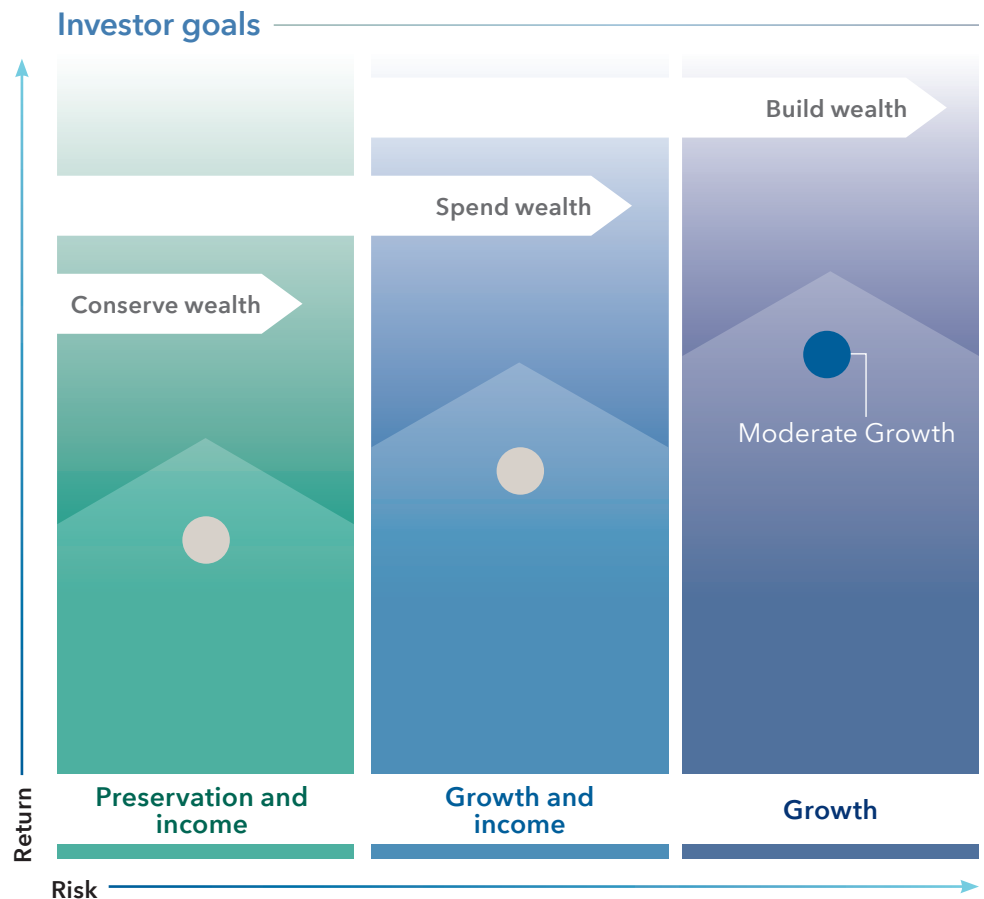 Investor goals
Build wealth
Spend wealth
Conserve wealth
Moderate Growth
Preservation and
income
Growth and
income
Growth
Return
Risk